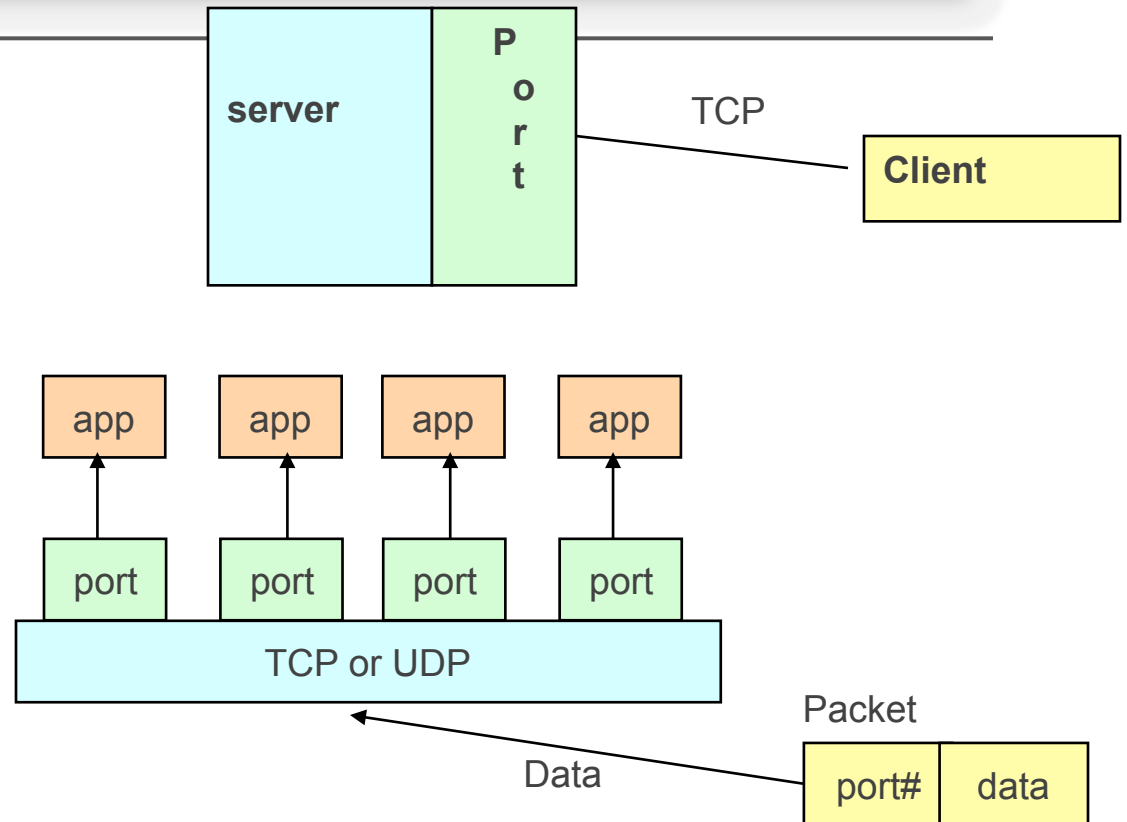 server
P
o
r
t
TCP
Client
app app app app
port port port port
TCP or UDP
Packet
Data
port# data